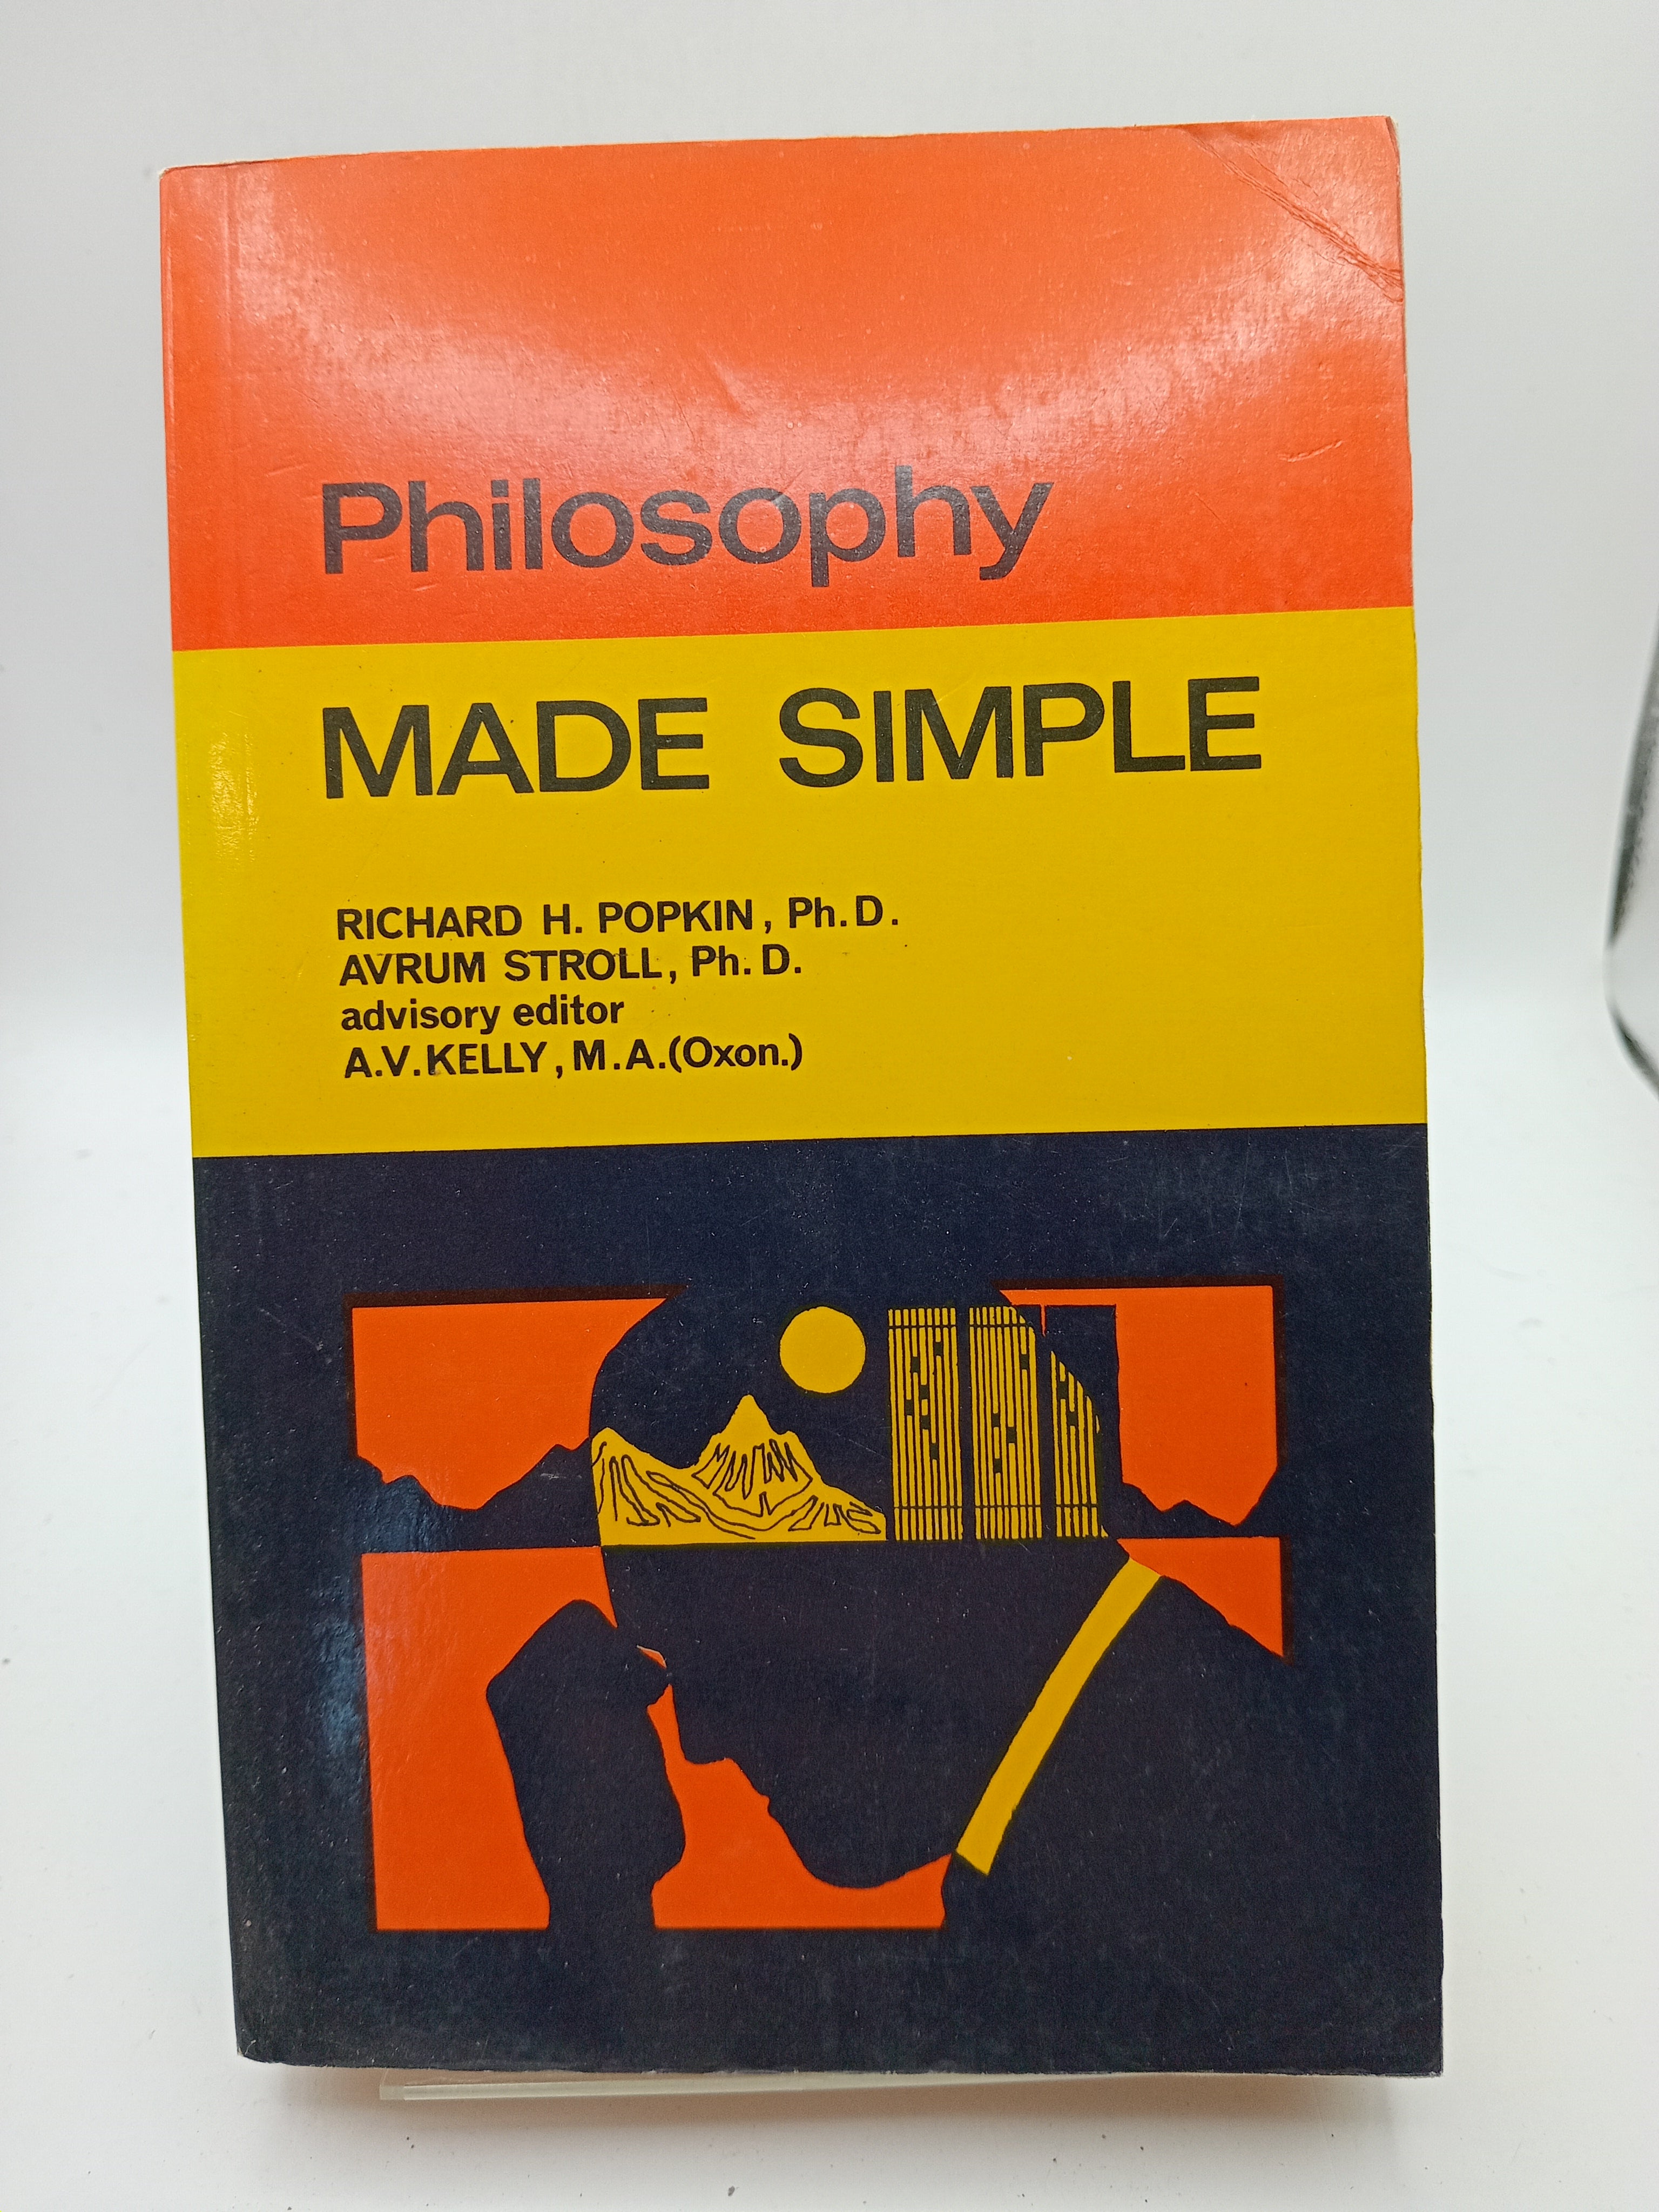 Philosophy
MADE SIMPLE
RICHARD H. POPKIN, Ph.D.
AVRUM STROLL, Ph.D.
advisory editor
A.V.KELLY, M.A.(Oxon.)